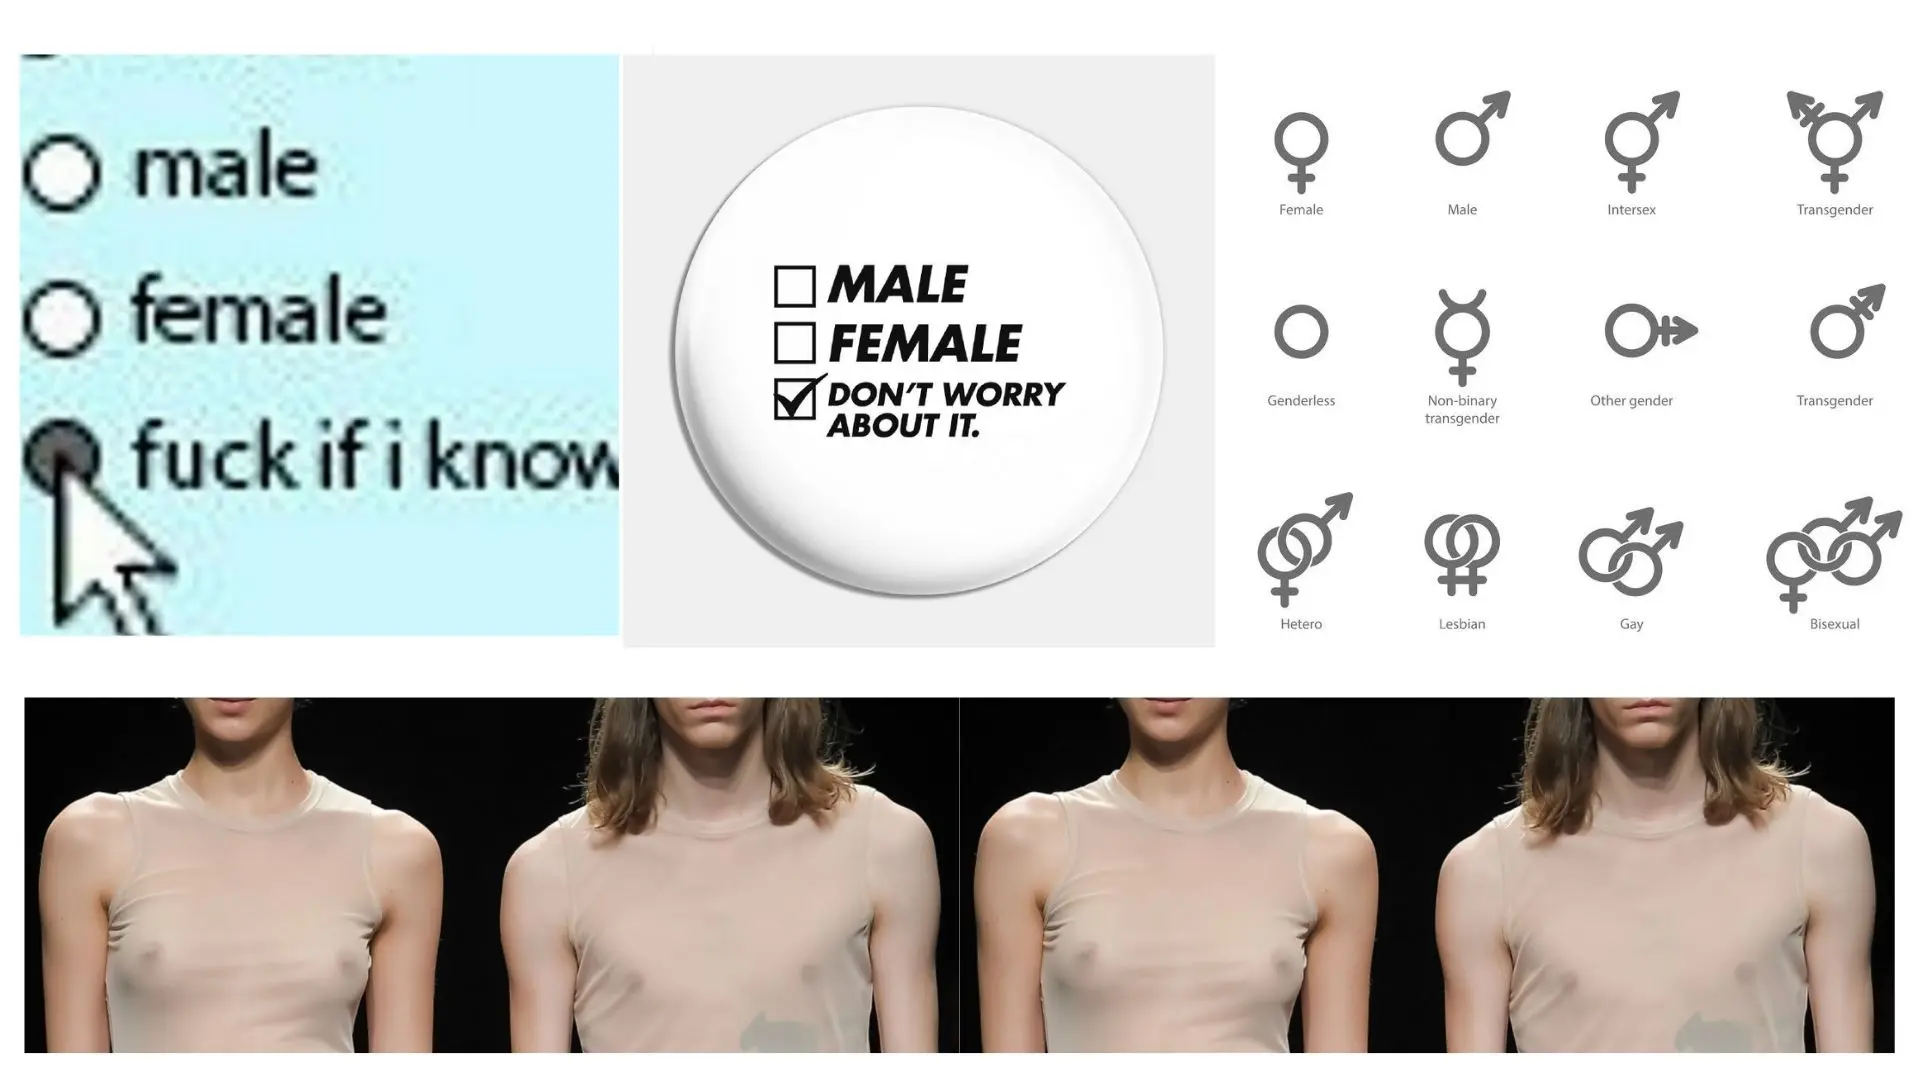 male
female
fuck if i know
MALE
FEMALE
DON'T WORRY
ABOUT IT.
Female
Male
Intersex
Transgender
Genderless
Non-binary
transgender
Other gender
Transgender
Hetero
Lesbian
Gay
Bisexual